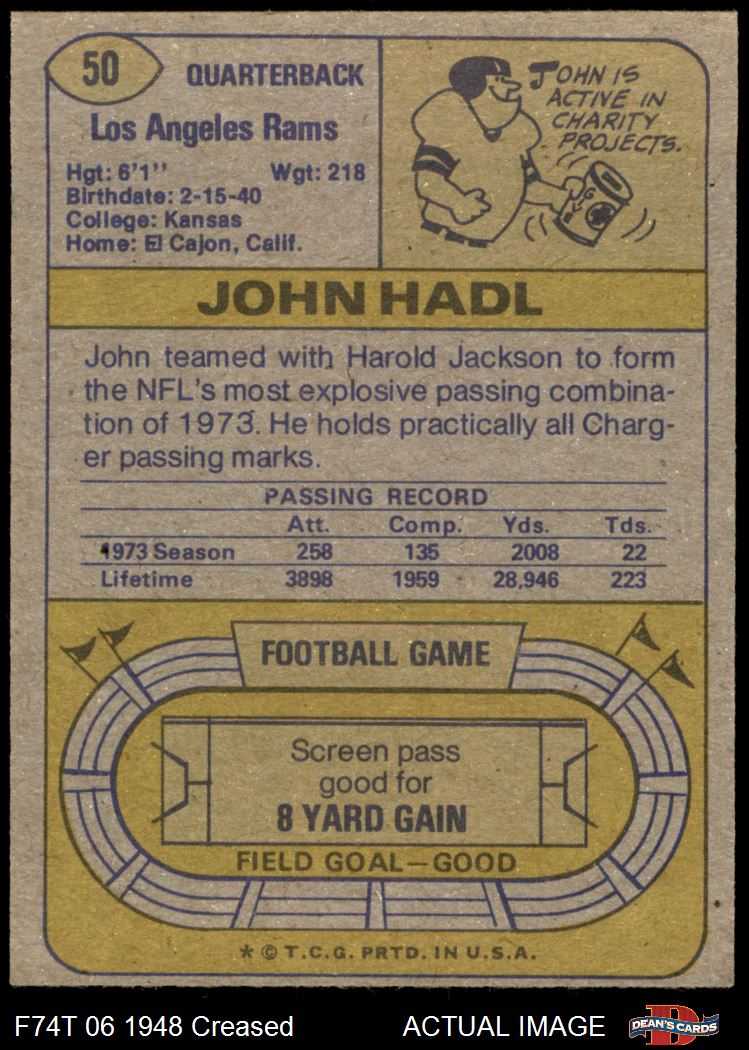 50
QUARTERBACK
Los Angeles Rams
Hgt: 6'1'' Wgt: 218
Birthdate: 2-15-40
College: Kansas
Home: El Cajon, Calif.
JOHN IS
ACTIVE IN
CHARITY
PROJECTS.
JOHN HADL
John teamed with Harold Jackson to form
the NFL's most explosive passing combina-
tion of 1973. He holds practically all Charg-
er passing marks.
PASSING RECORD
Att. Comp. Yds. Tds.
1973 Season 258 135 2008 22
Lifetime 3898 1959 28,946 223
FOOTBALL GAME
Screen pass
good for
8 YARD GAIN
FIELD GOAL—GOOD
* © T.C.G. PRTD. IN U.S.A.
F74T 06 1948 Creased ACTUAL IMAGE
D
DEAN'S CARDS